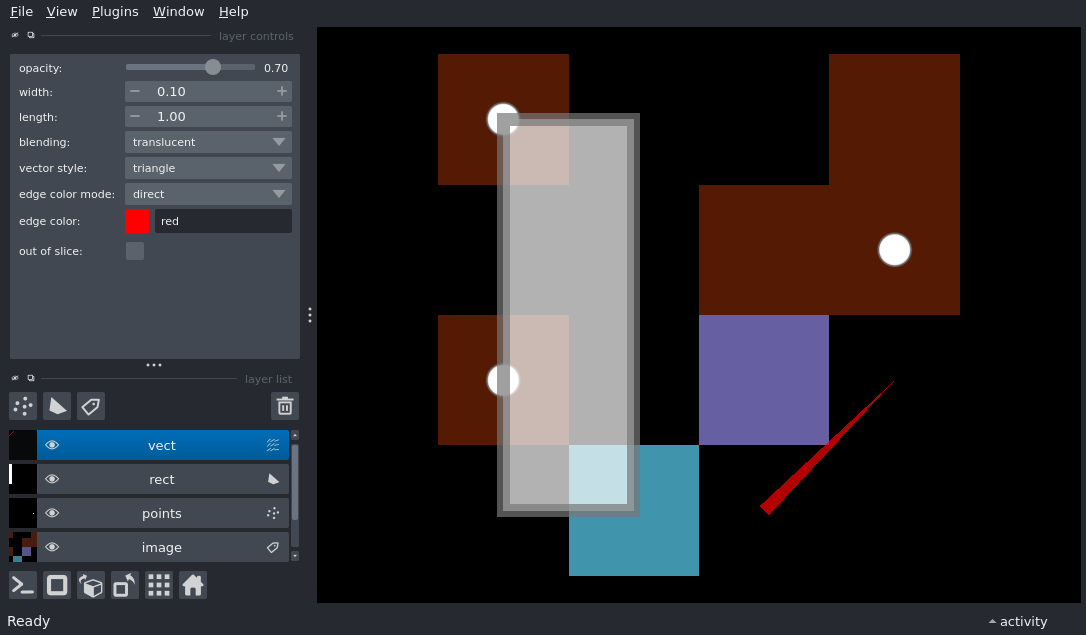 File View Plugins Window Help
layer controls
opacity: 0.70
width: 0.10
length: 1.00
blending: translucent
vector style: triangle
edge color mode: direct
edge color: red
out of slice:
layer list
vect
rect
points
image
Ready activity